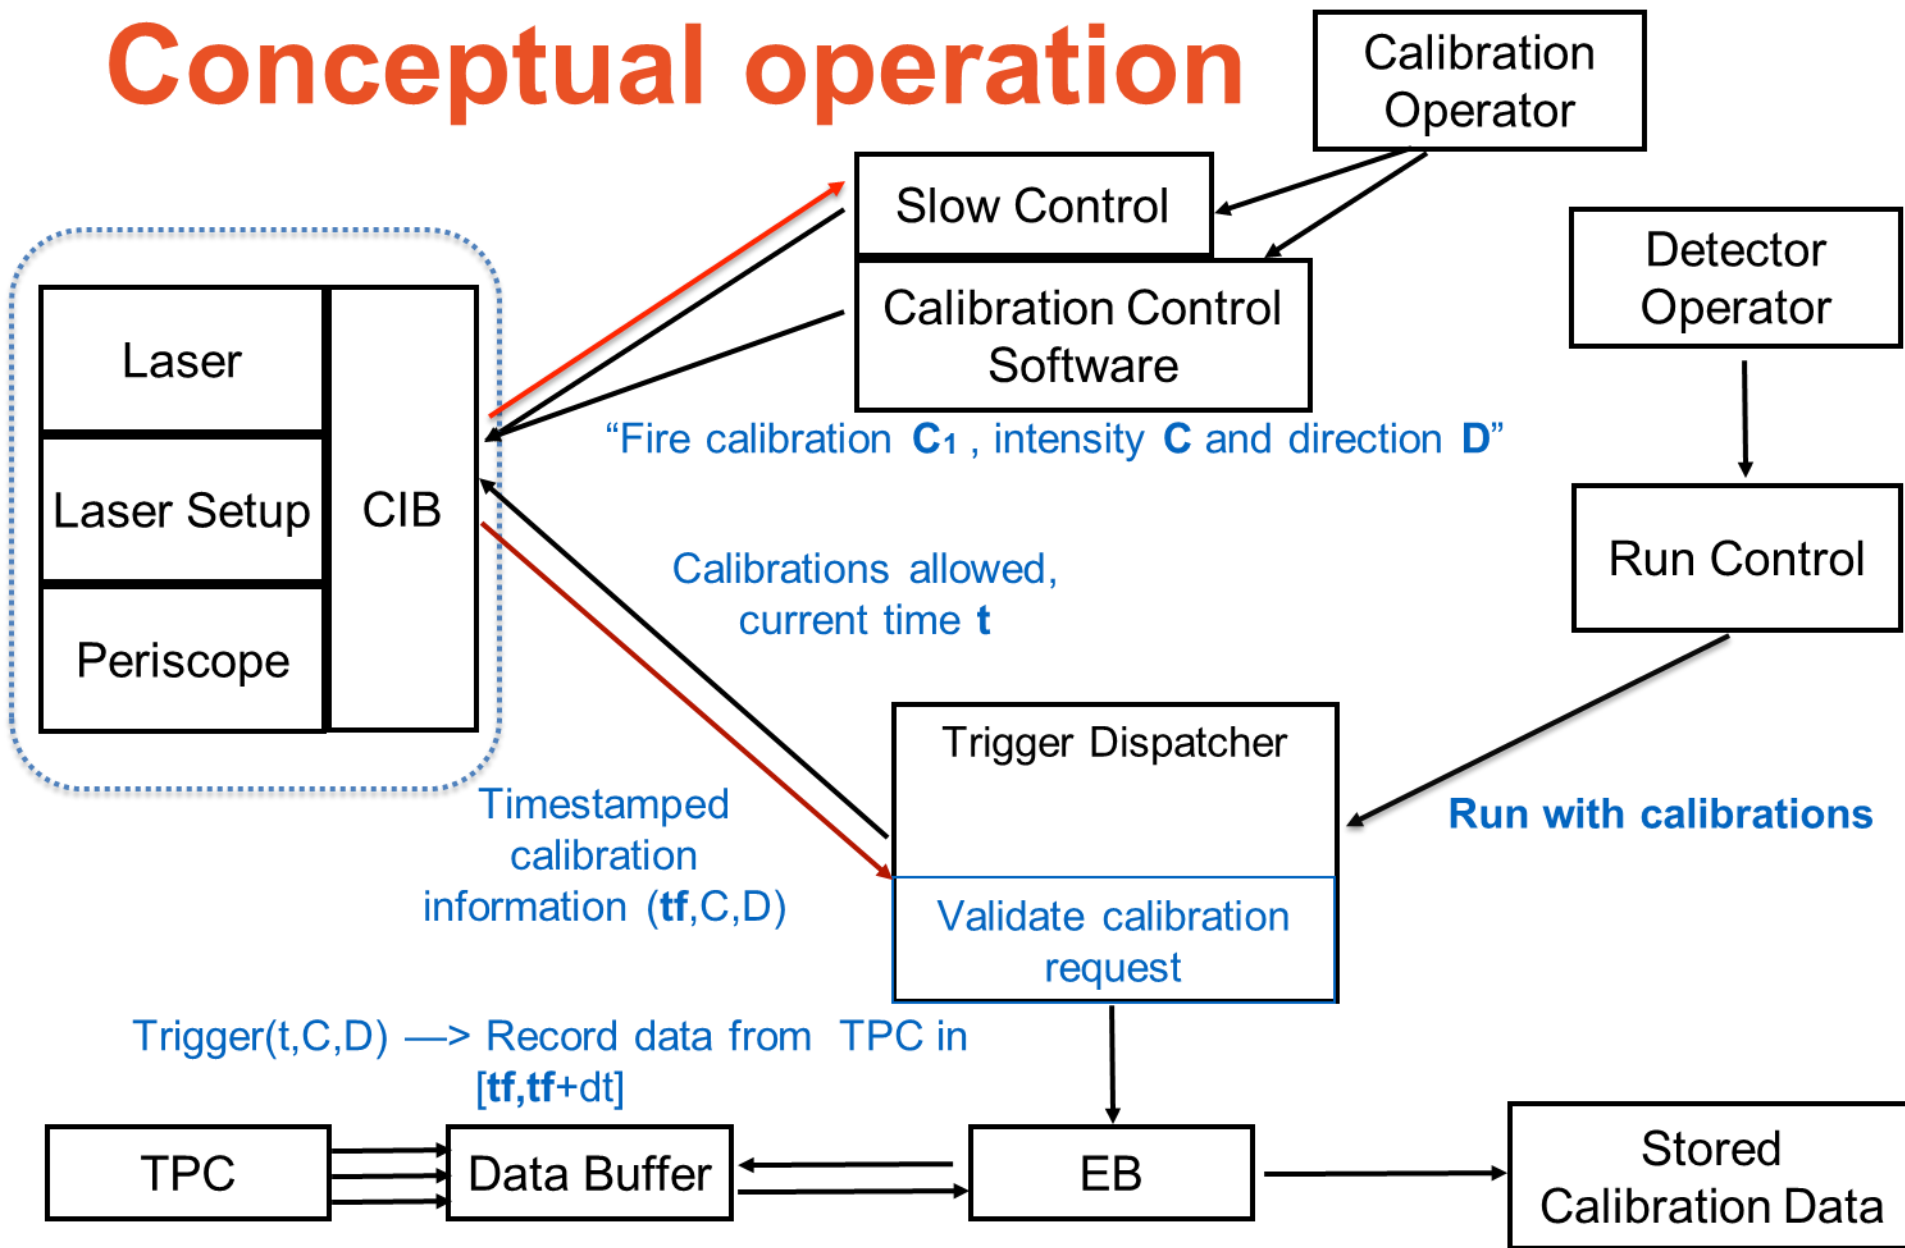 Conceptual operation
Calibration
Operator
Slow Control
Detector
Operator
Calibration Control
Software
Laser
Laser Setup
CIB
Periscope
“Fire calibration C1 , intensity C and direction D”
Run Control
Calibrations allowed,
current time t
Trigger Dispatcher
Timestamped
calibration
information (tf,C,D)
Run with calibrations
Validate calibration
request
Trigger(t,C,D) —> Record data from TPC in
[tf,tf+dt]
TPC
Data Buffer
EB
Stored
Calibration Data